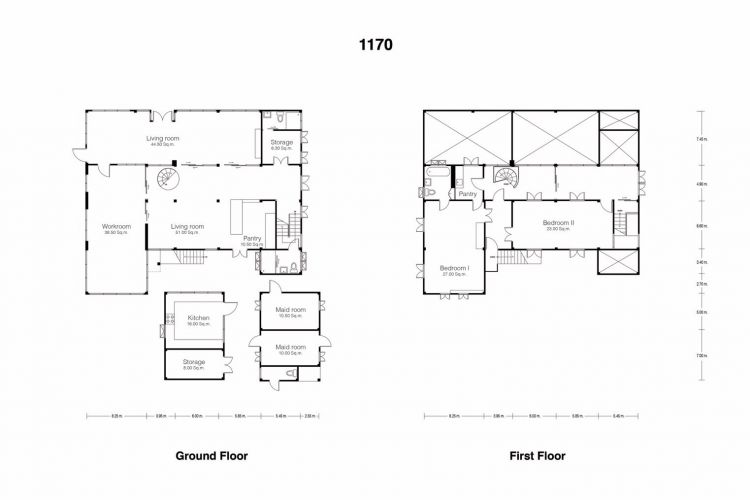 1170
Living room
44.50 Sq.m.
Storage
6.30 Sq.m.
Workroom
38.50 Sq.m.
Living room
51.00 Sq.m.
Pantry
10.50 Sq.m.
Kitchen
16.00 Sq.m.
Storage
8.00 Sq.m.
Maid room
10.50 Sq.m.
Maid room
10.00 Sq.m.
Pantry
Bedroom II
23.00 Sq.m.
Bedroom I
27.00 Sq.m.
7.45 m.
4.80 m.
6.60 m.
3.40 m.
2.70 m.
5.00 m.
7.00 m.
8.25 m.
3.95 m.
6.00 m.
5.85 m.
5.45 m.
2.55 m.
8.25 m.
3.95 m.
6.00 m.
5.85 m.
5.45 m.
Ground Floor
First Floor